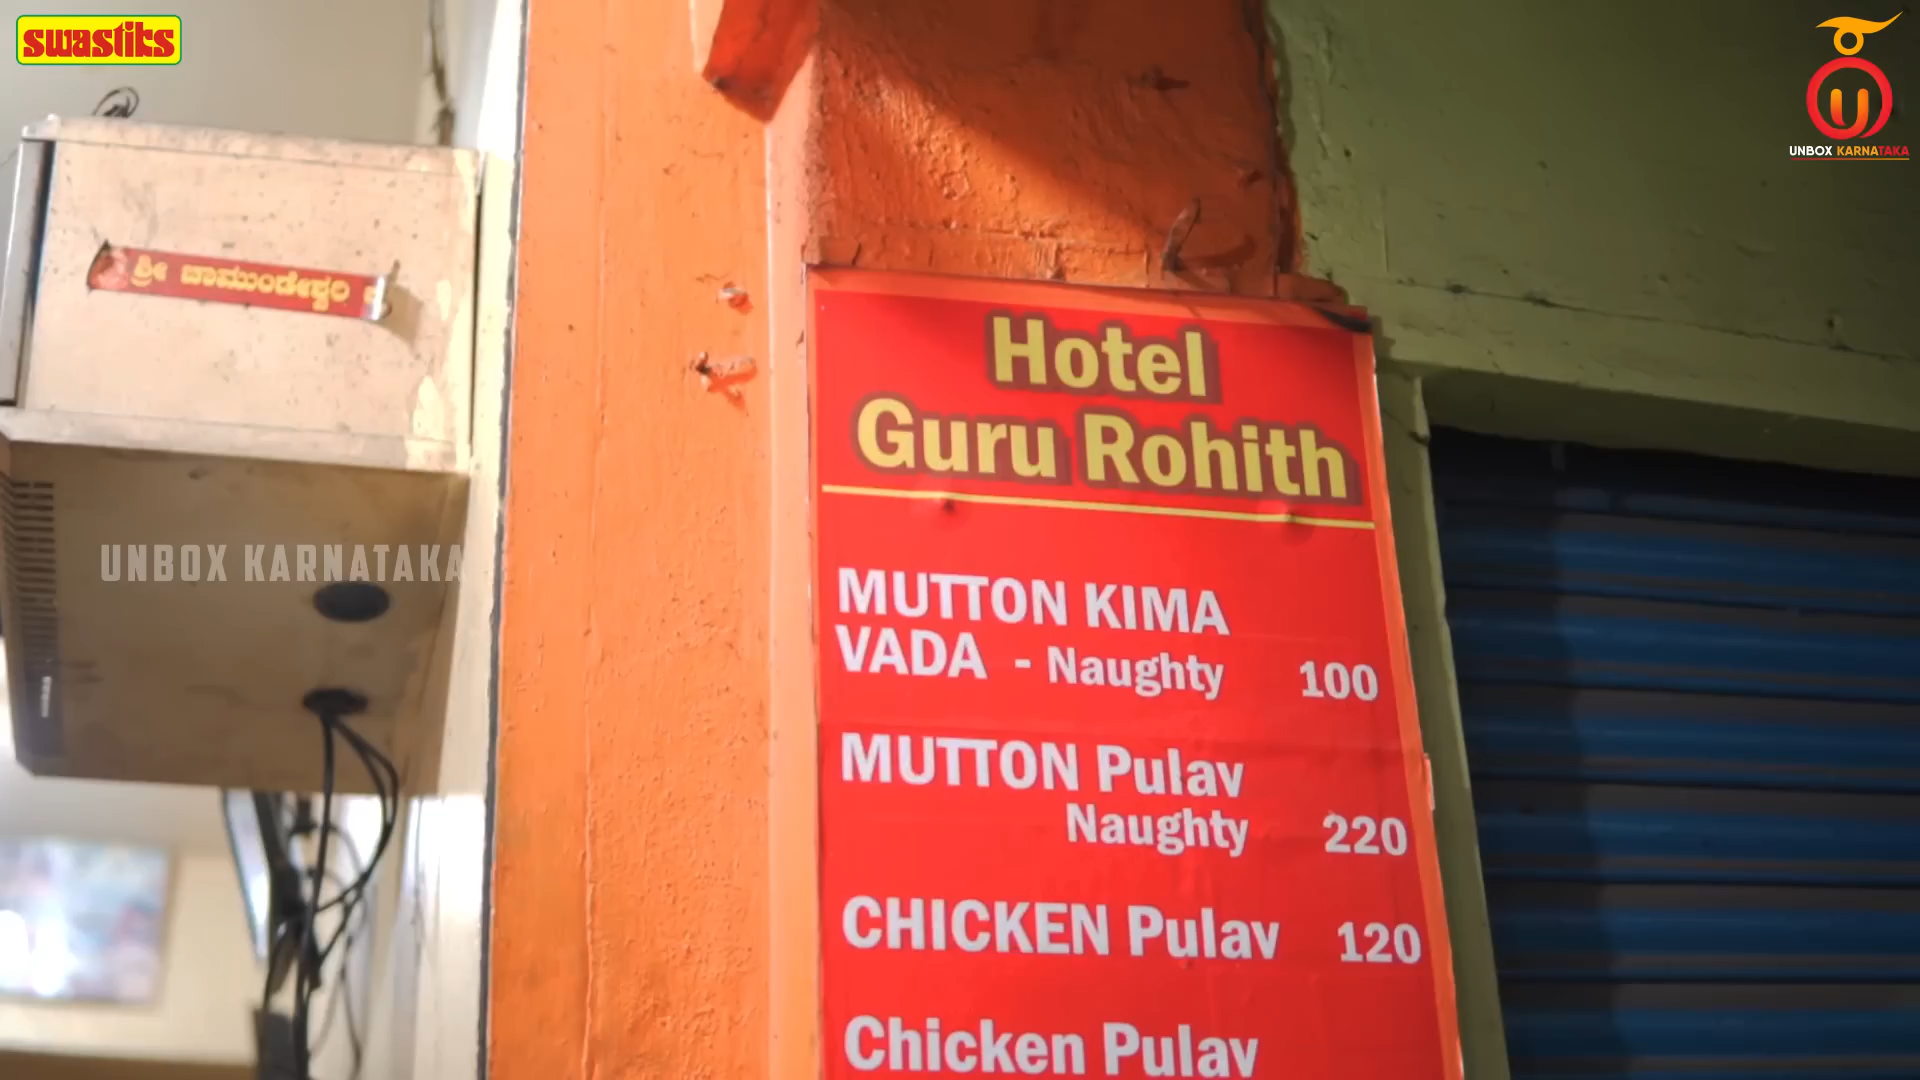 swastiks
UNBOX KARNATAKA
ಶ್ರೀ ಚಾಮುಂಡೇಶ್ವರಿ
UNBOX KARNATAKA
Hotel
Guru Rohith
MUTTON KIMA
VADA - Naughty 100
MUTTON Pulav
Naughty 220
CHICKEN Pulav 120
Chicken Pulav